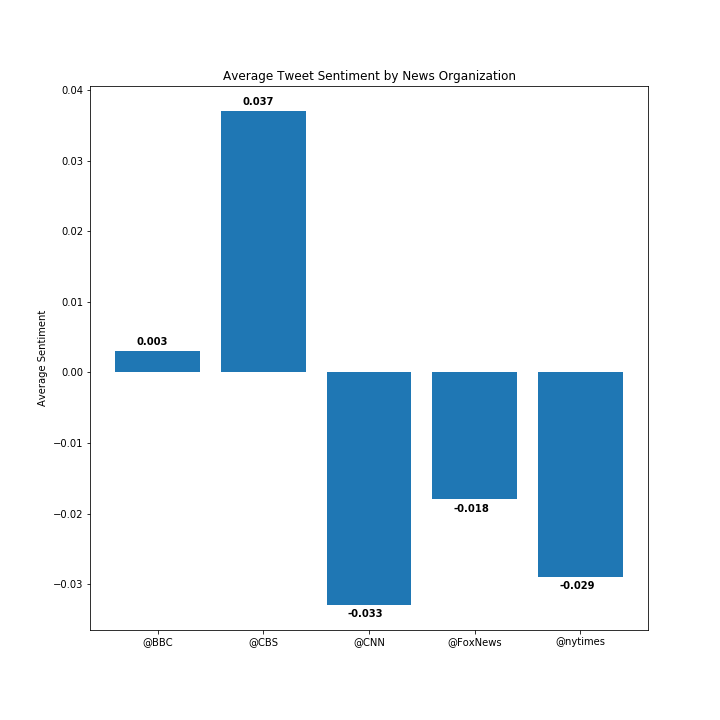 Average Tweet Sentiment by News Organization
Average Sentiment
0.04
0.03
0.02
0.01
0.00
−0.01
−0.02
−0.03
0.003
0.037
-0.033
-0.018
-0.029
@BBC
@CBS
@CNN
@FoxNews
@nytimes